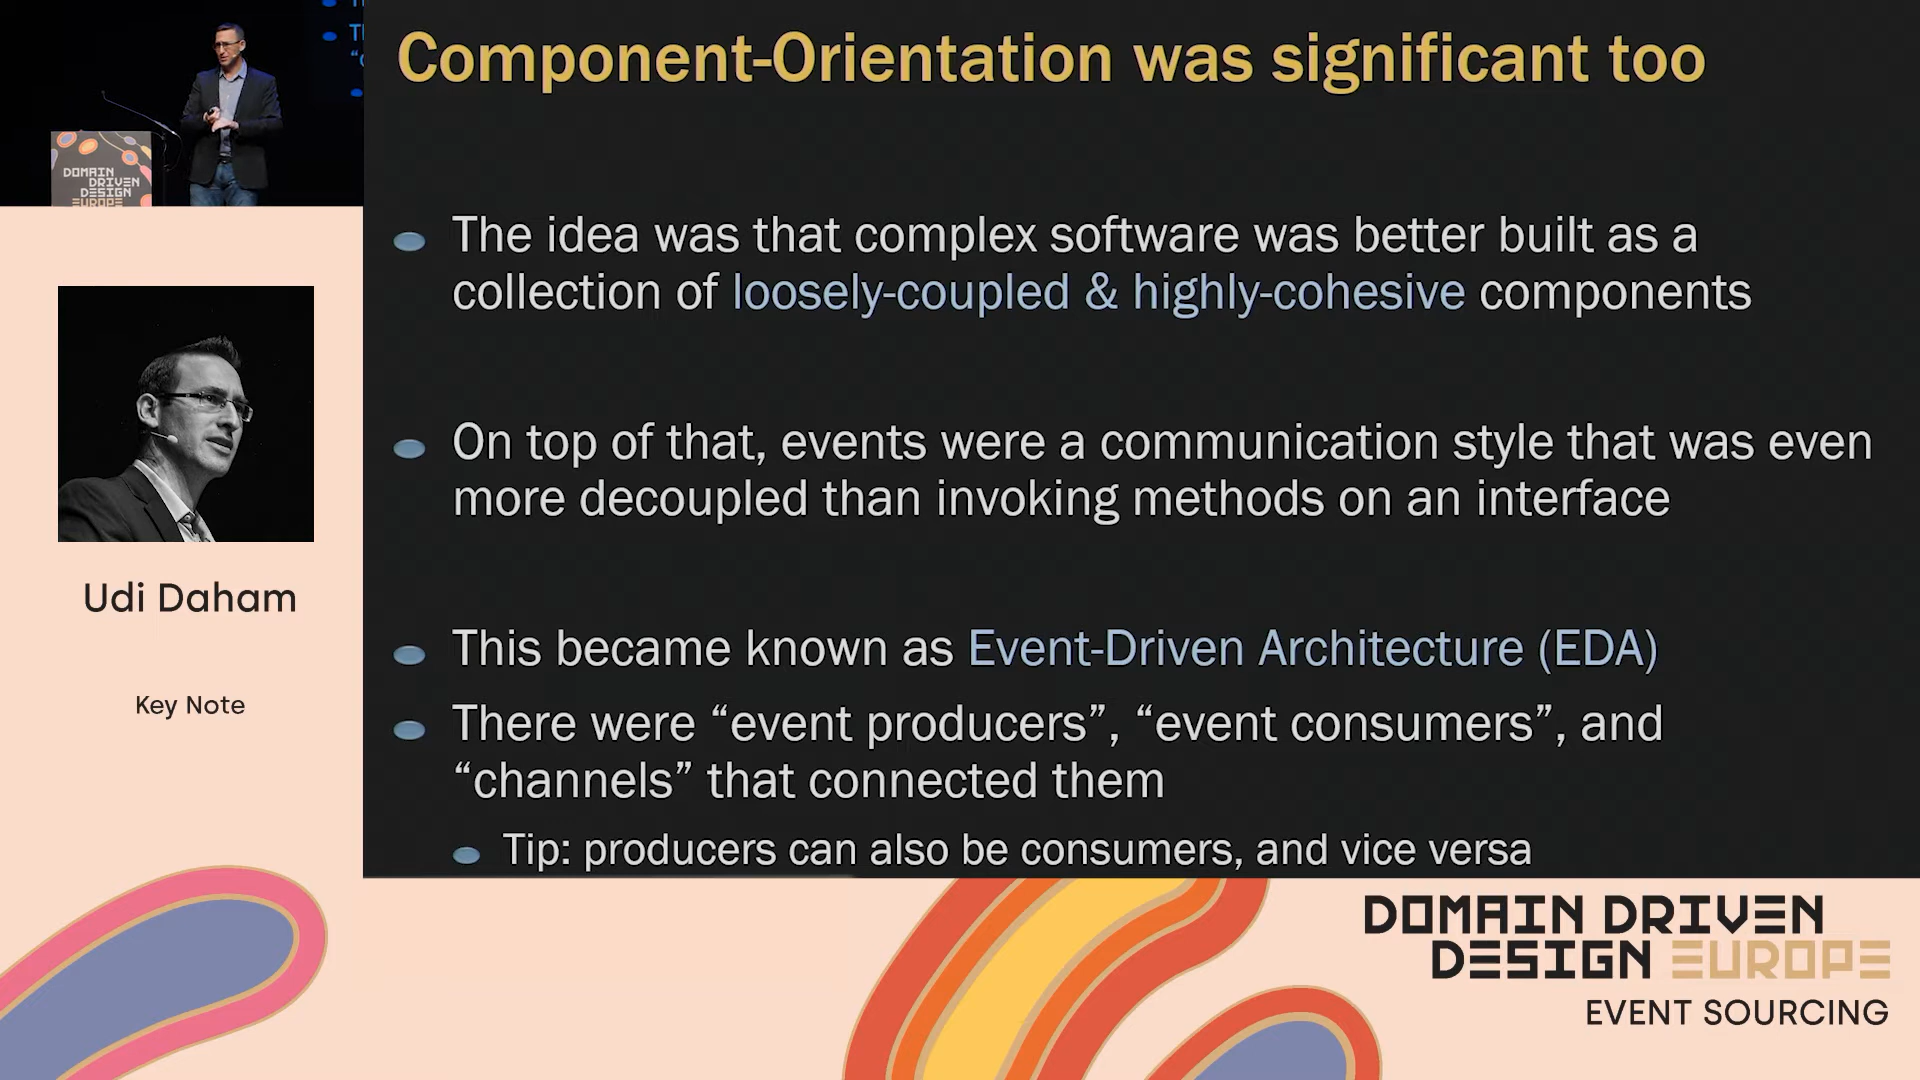 Component-Orientation was significant too
The idea was that complex software was better built as a
collection of loosely-coupled & highly-cohesive components
On top of that, events were a communication style that was even
more decoupled than invoking methods on an interface
This became known as Event-Driven Architecture (EDA)
There were “event producers”, “event consumers”, and
“channels” that connected them
Tip: producers can also be consumers, and vice versa
DOMAIN
DRIVEN
DESIGN
EUROPE
Udi Daham
Key Note
DOMAIN DRIVEN
DESIGN EUROPE
EVENT SOURCING